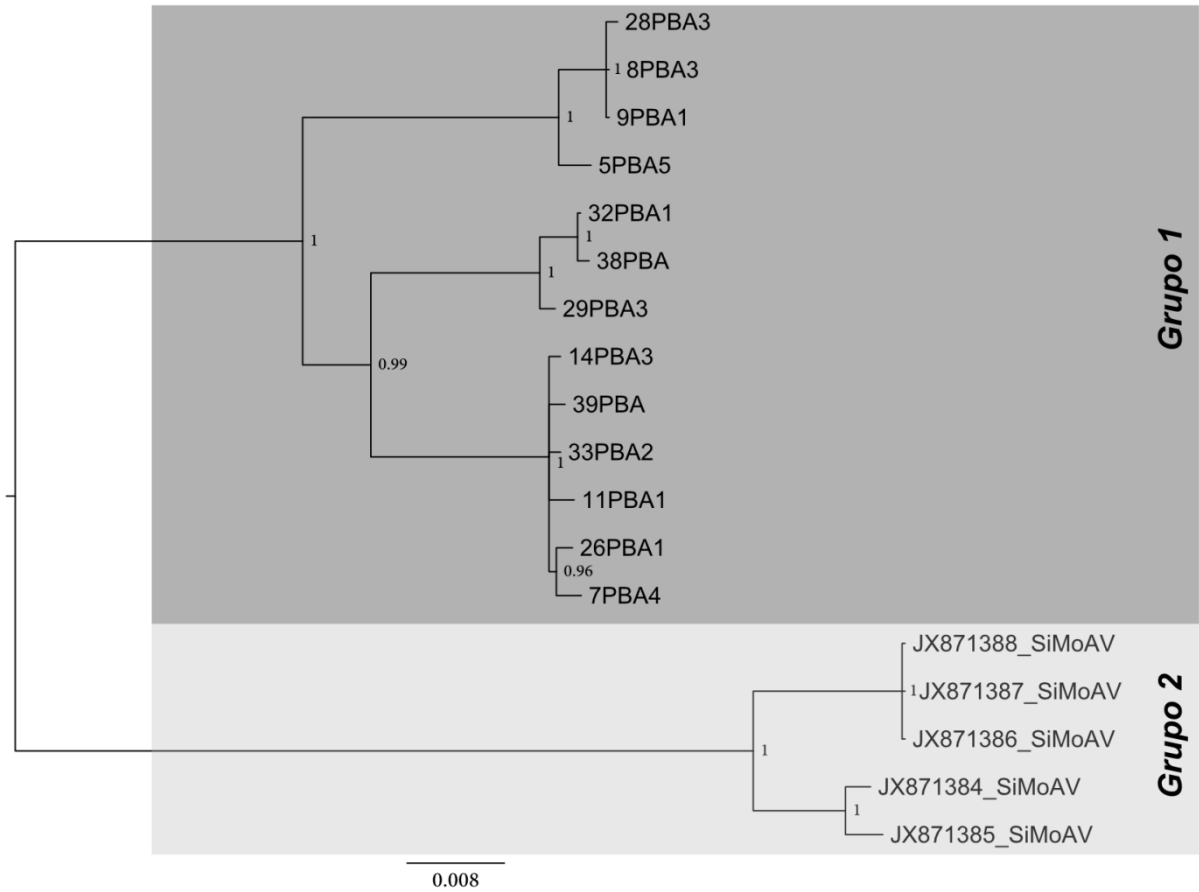 28PBA3
1 8PBA3
9PBA1
1
5PBA5
32PBA1
1
38PBA
1
1
29PBA3
14PBA3
0.99
39PBA
33PBA2
1
11PBA1
26PBA1
0.96
7PBA4
Grupo 1
JX871388_SiMoAV
1 JX871387_SiMoAV
JX871386_SiMoAV
1
JX871384_SiMoAV
1
JX871385_SiMoAV
Grupo 2
0.008